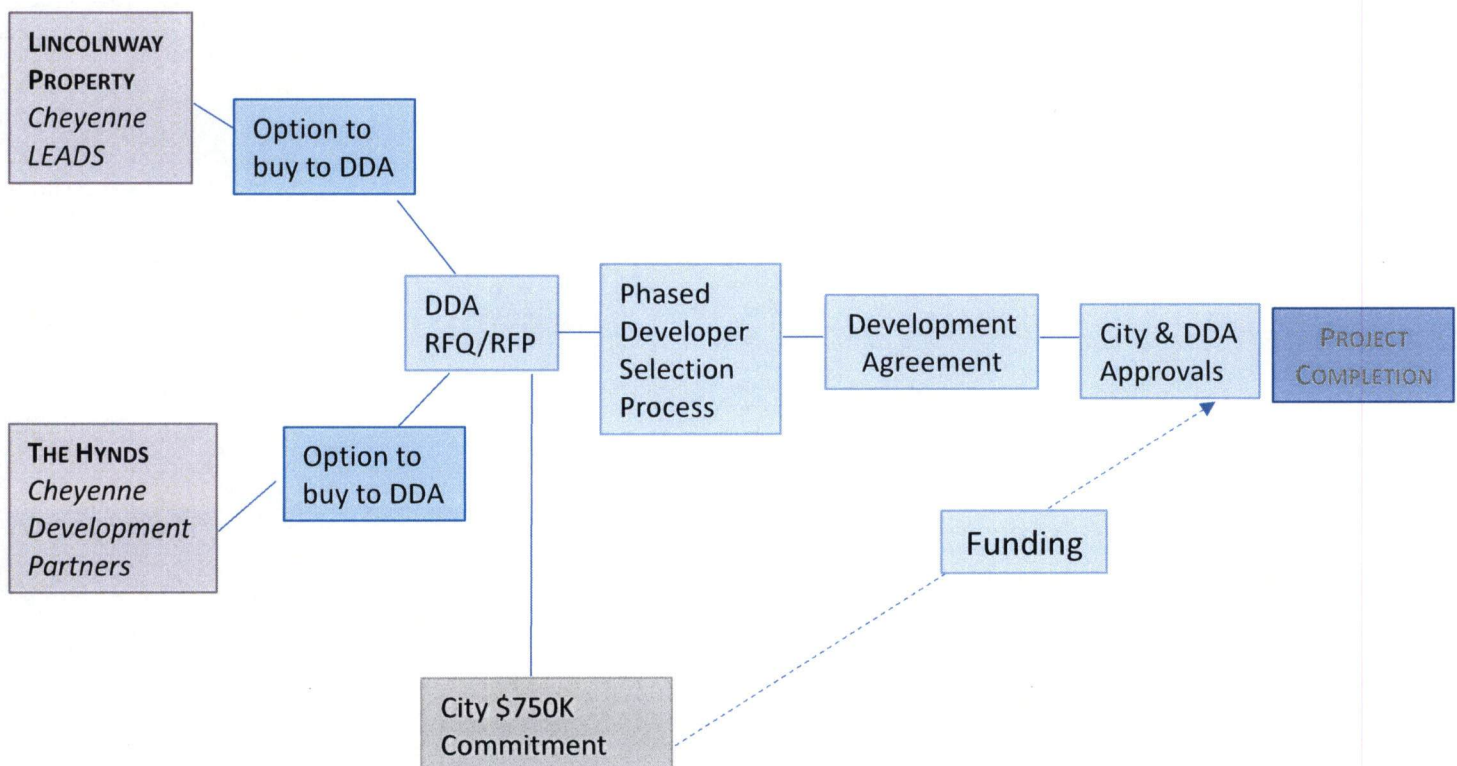 LINCOLNWAY
PROPERTY
Cheyenne
LEADS
Option to
buy to DDA
DDA
RFQ/RFP
Phased
Developer
Selection
Process
Development
Agreement
City & DDA
Approvals
PROJECT
COMPLETION
THE HYNDS
Cheyenne
Development
Partners
Option to
buy to DDA
Funding
City $750K
Commitment